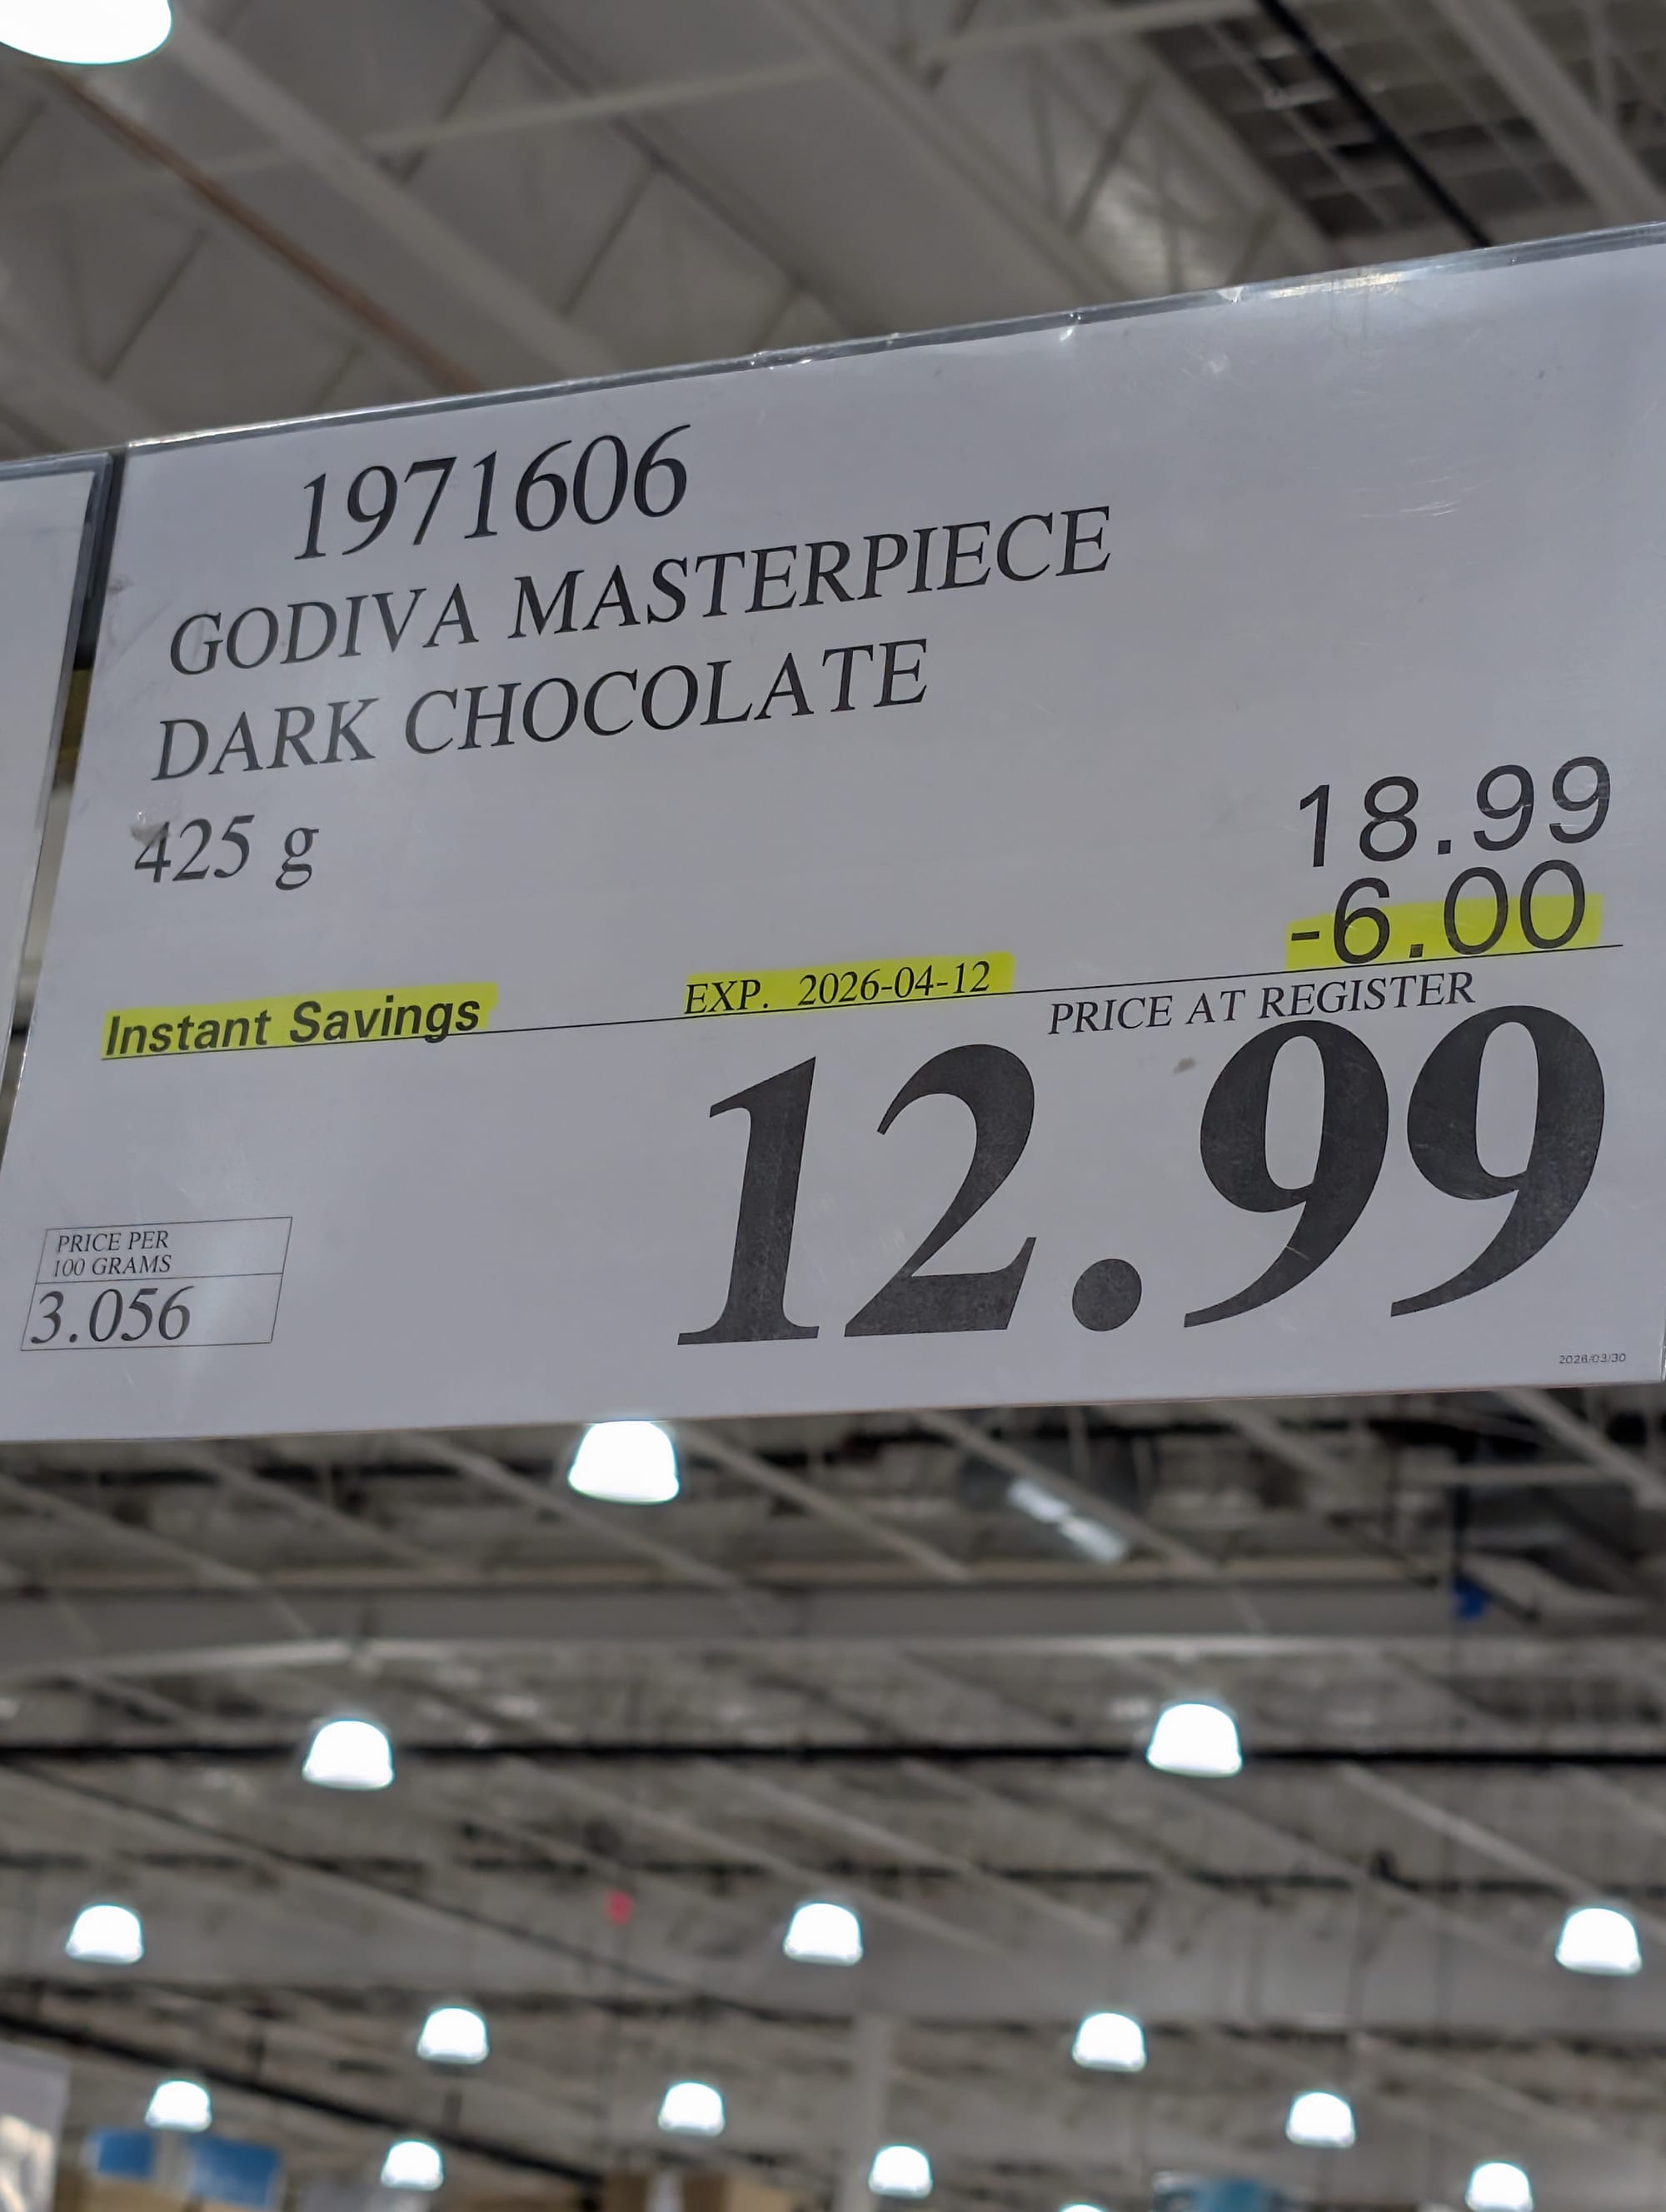 1971606
GODIVA MASTERPIECE
DARK CHOCOLATE
425 g
18.99
-6.00
Instant Savings EXP. 2026-04-12
PRICE AT REGISTER
12.99
PRICE PER
100 GRAMS
3.056
2026/03/30